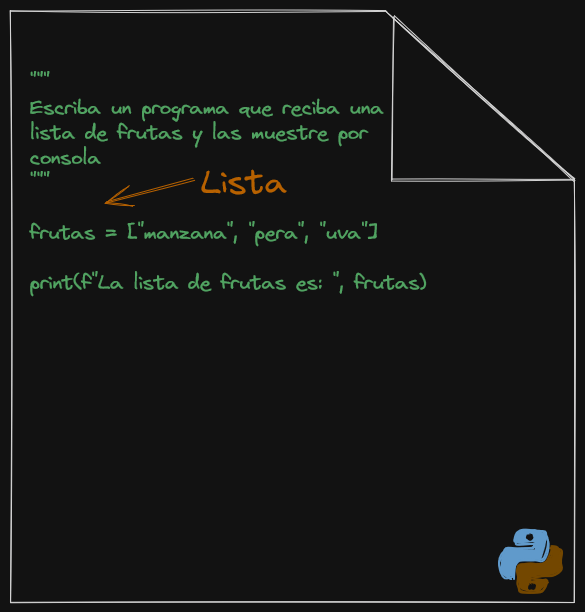 """
Escriba un programa que reciba una
lista de frutas y las muestre por
consola
"""
Lista
frutas = ["manzana", "pera", "uva"]
print(f"La lista de frutas es: ", frutas)